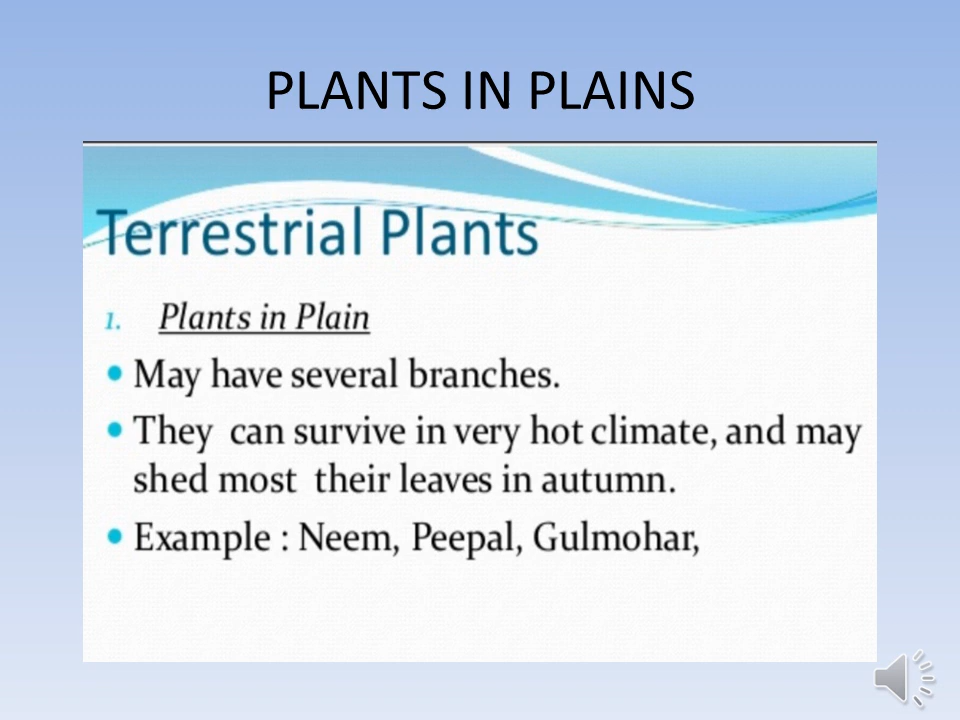 PLANTS IN PLAINS
Terrestrial Plants
1. Plants in Plain
• May have several branches.
• They can survive in very hot climate, and may
shed most their leaves in autumn.
• Example : Neem, Peepal, Gulmohar,